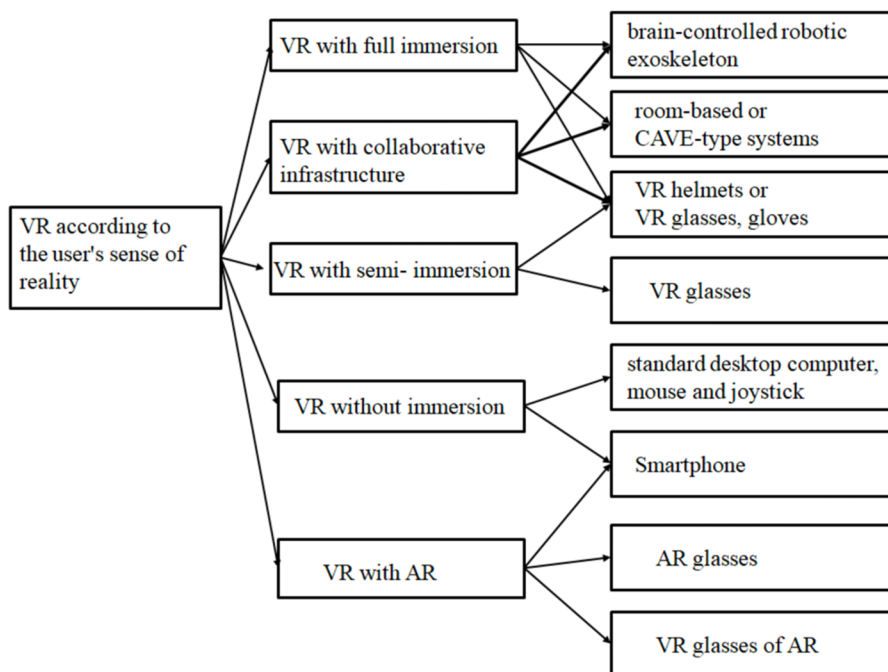 VR according to
the user's sense of
reality
VR with full immersion
VR with collaborative
infrastructure
VR with semi- immersion
VR without immersion
VR with AR
brain-controlled robotic
exoskeleton
room-based or
CAVE-type systems
VR helmets or
VR glasses, gloves
VR glasses
standard desktop computer,
mouse and joystick
Smartphone
AR glasses
VR glasses of AR